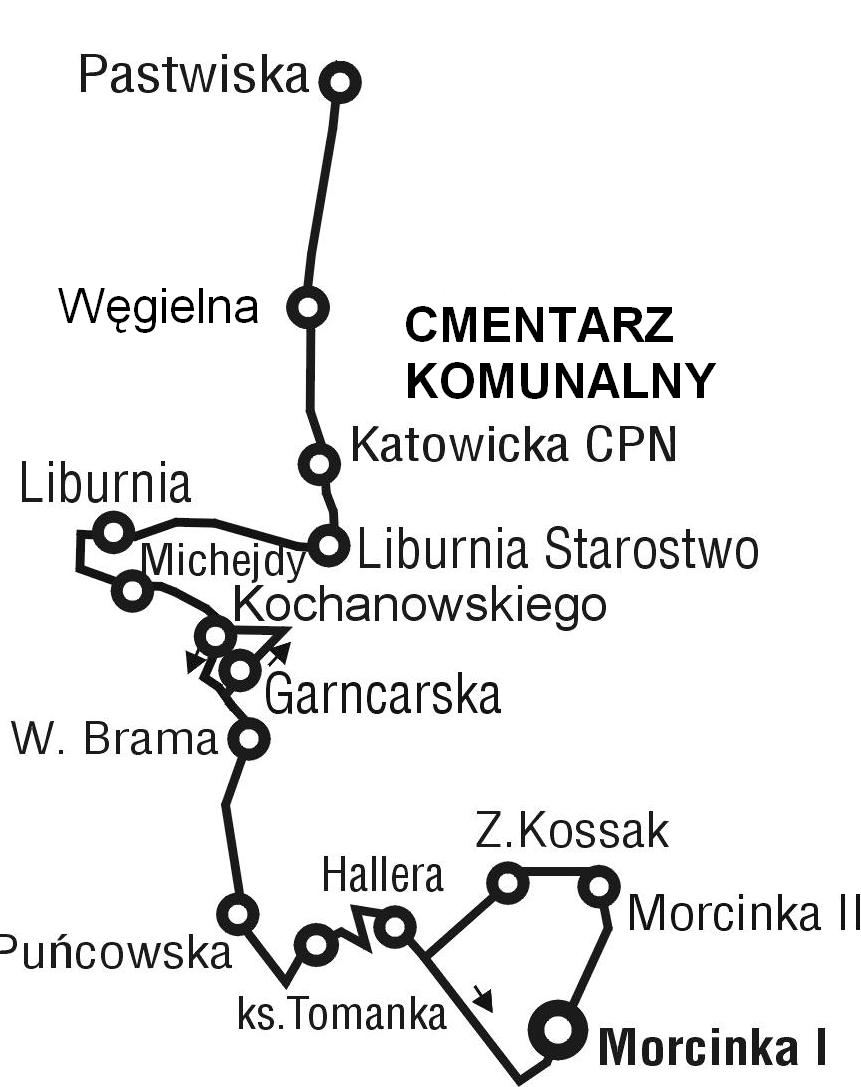 Pastwiska
Węgielna
CMENTARZ
KOMUNALNY
Katowicka CPN
Liburnia
Liburnia Starostwo
Michejdy
Kochanowskiego
Garncarska
W. Brama
Z.Kossak
Hallera
Morcinka II
Puńcowska
ks.Tomanka
Morcinka I